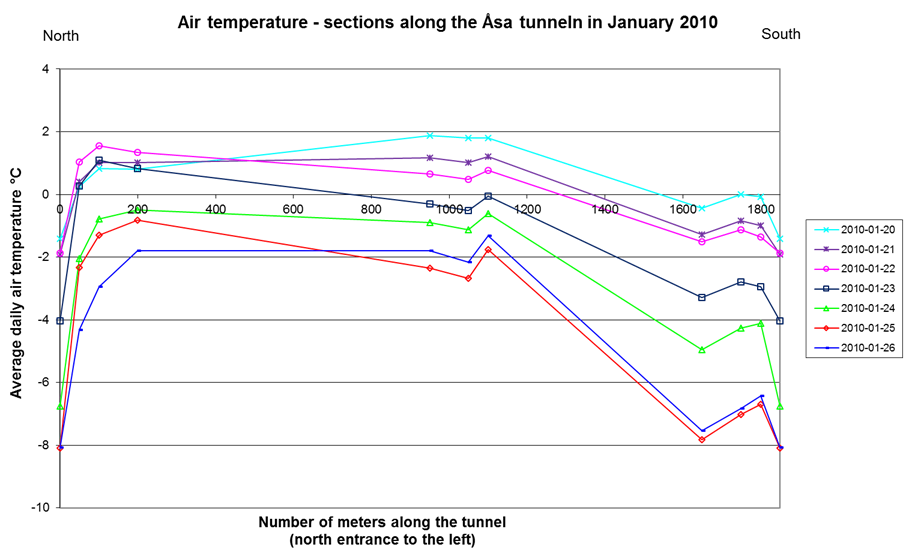 Air temperature - sections along the Åsa tunneln in January 2010
North
South
4
2
0
-2
-4
-6
-8
-10
0 200 400 600 800 1000 1200 1400 1600 1800
Average daily air temperature °C
2010-01-20
2010-01-21
2010-01-22
2010-01-23
2010-01-24
2010-01-25
2010-01-26
Number of meters along the tunnel
(north entrance to the left)